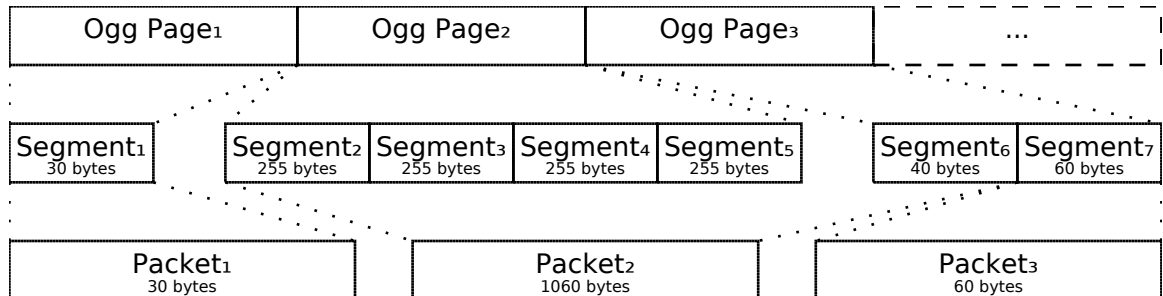 Ogg Page₁ Ogg Page₂ Ogg Page₃ ...
Segment₁ Segment₂ Segment₃ Segment₄ Segment₅ Segment₆ Segment₇
30 bytes 255 bytes 255 bytes 255 bytes 255 bytes 40 bytes 60 bytes
Packet₁ Packet₂ Packet₃
30 bytes 1060 bytes 60 bytes